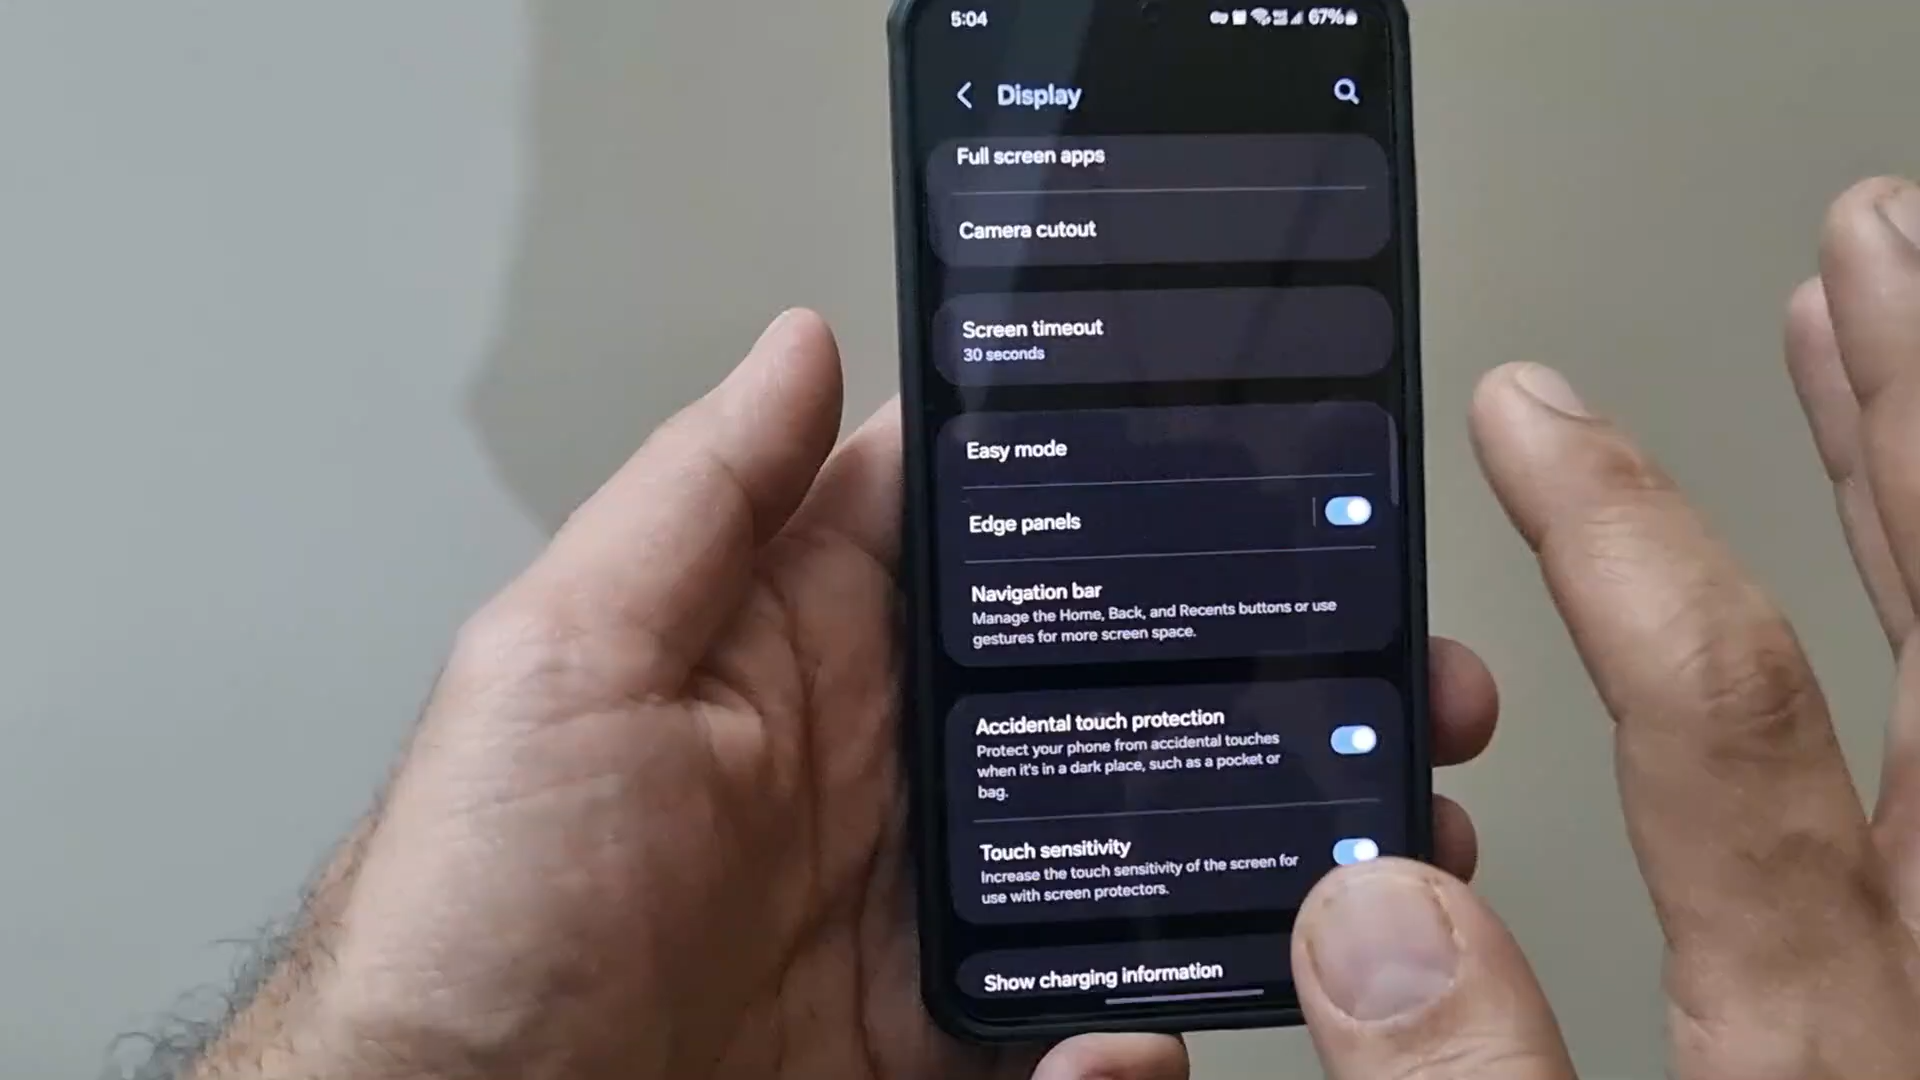 5:04
67%
Display
Full screen apps
Camera cutout
Screen timeout
30 seconds
Easy mode
Edge panels
Navigation bar
Manage the Home, Back, and Recents buttons or use
gestures for more screen space.
Accidental touch protection
Protect your phone from accidental touches
when it's in a dark place, such as a pocket or
bag.
Touch sensitivity
Increase the touch sensitivity of the screen for
use with screen protectors.
Show charging information